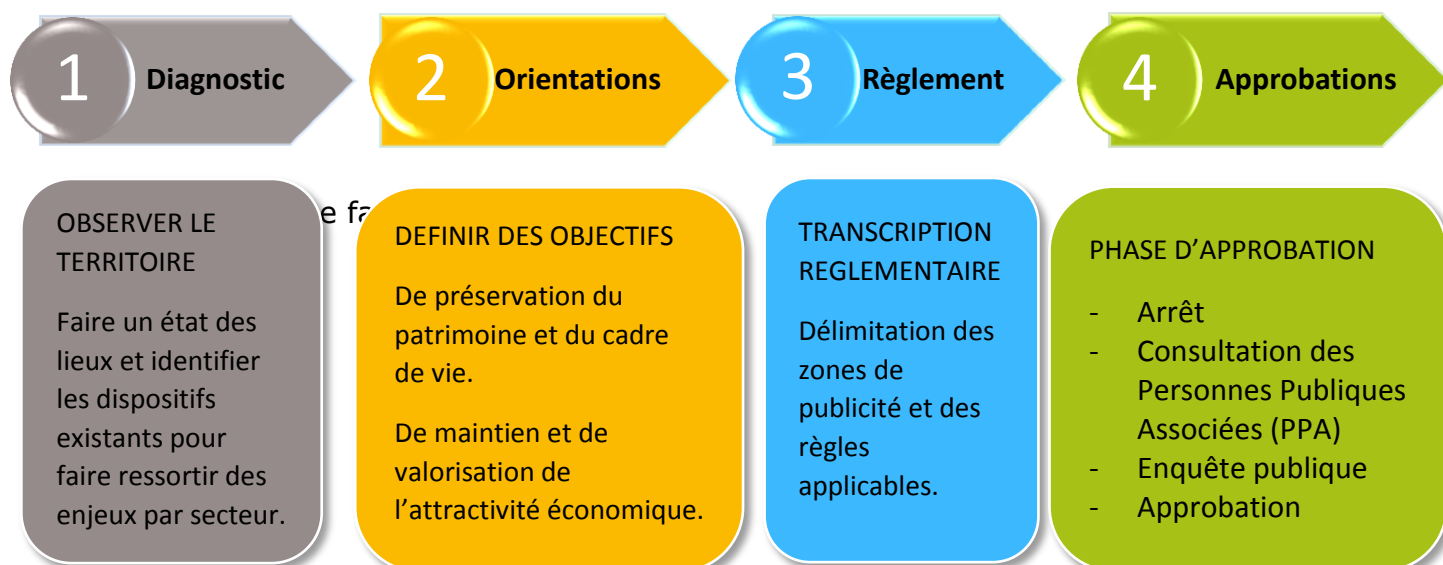 1 Diagnostic
2 Orientations
3 Règlement
4 Approbations
OBSERVER LE
TERRITOIRE
Faire un état des
lieux et identifier
les dispositifs
existants pour
faire ressortir des
enjeux par secteur.
DEFINIR DES OBJECTIFS
De préservation du
patrimoine et du cadre
de vie.
De maintien et de
valorisation de
l’attractivité économique.
TRANSCRIPTION
REGLEMENTAIRE
Délimitation des
zones de
publicité et des
règles
applicables.
PHASE D’APPROBATION
- Arrêt
- Consultation des
Personnes Publiques
Associées (PPA)
- Enquête publique
- Approbation